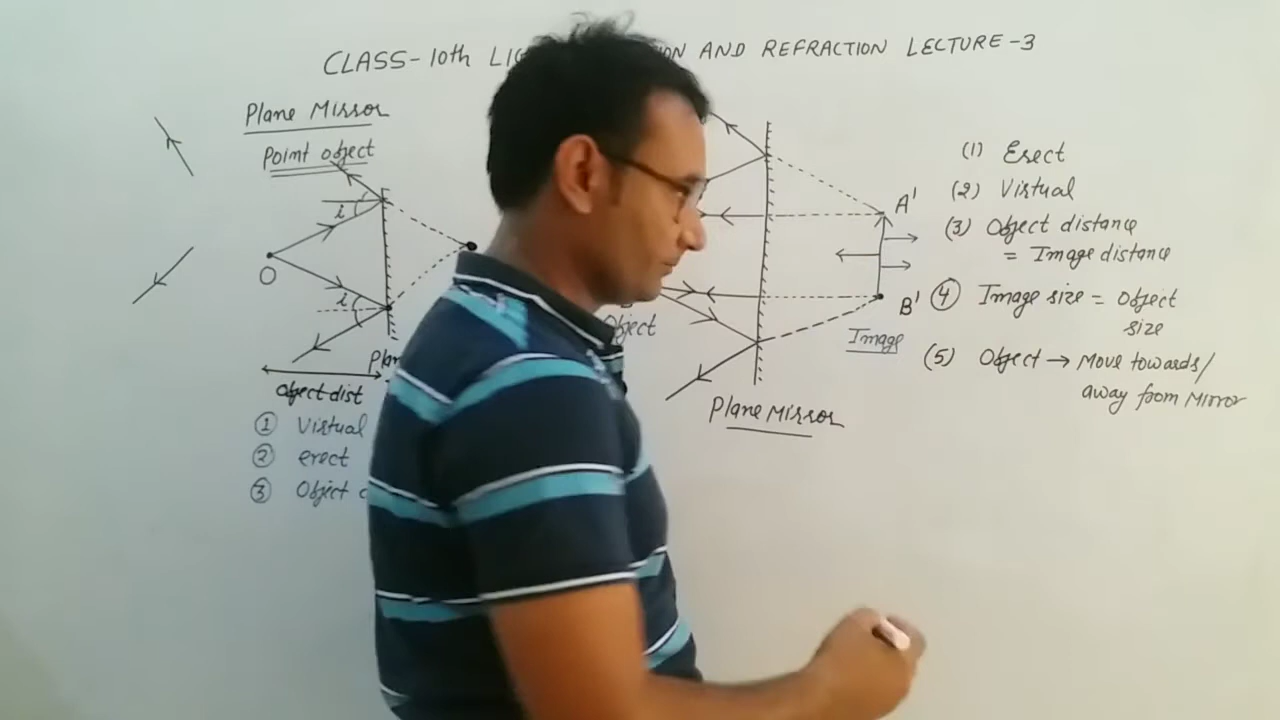 CLASS-10th LIG ON AND REFRACTION LECTURE-3
Plane Mirror
Point object
i
O
i
Plan
Object dist
① Virtual
② erect
③ Object d
Object
Plane Mirror
A'
B'
Image
(1) Erect
(2) Virtual
(3) Object distance
= Image distance
④ Image size = Object
size
(5) Object → Move towards/
away from Mirror